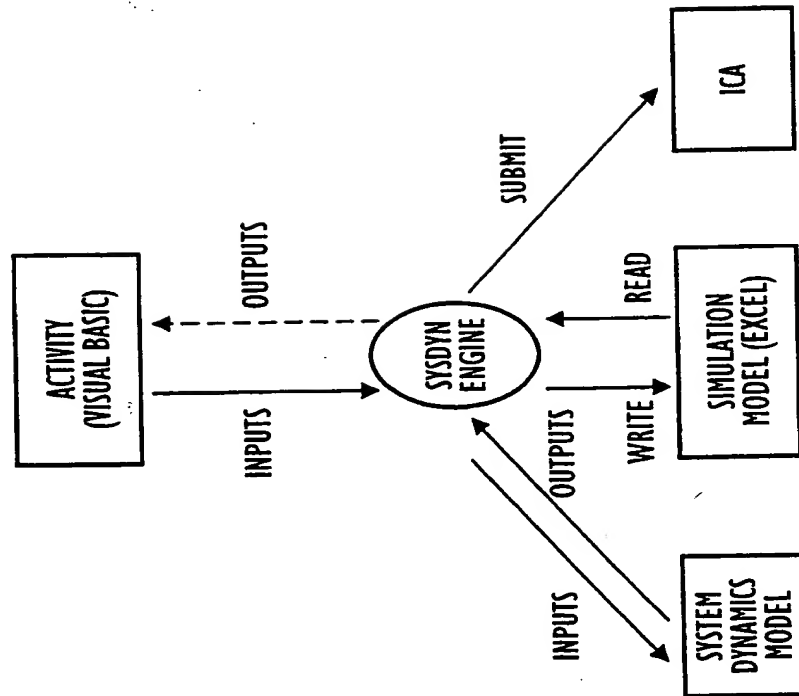 ACTIVITY
(VISUAL BASIC)
INPUTS
OUTPUTS
SYSDYN
ENGINE
SUBMIT
INPUTS
OUTPUTS
WRITE
READ
SYSTEM
DYNAMICS
MODEL
SIMULATION
MODEL (EXCEL)
ICA